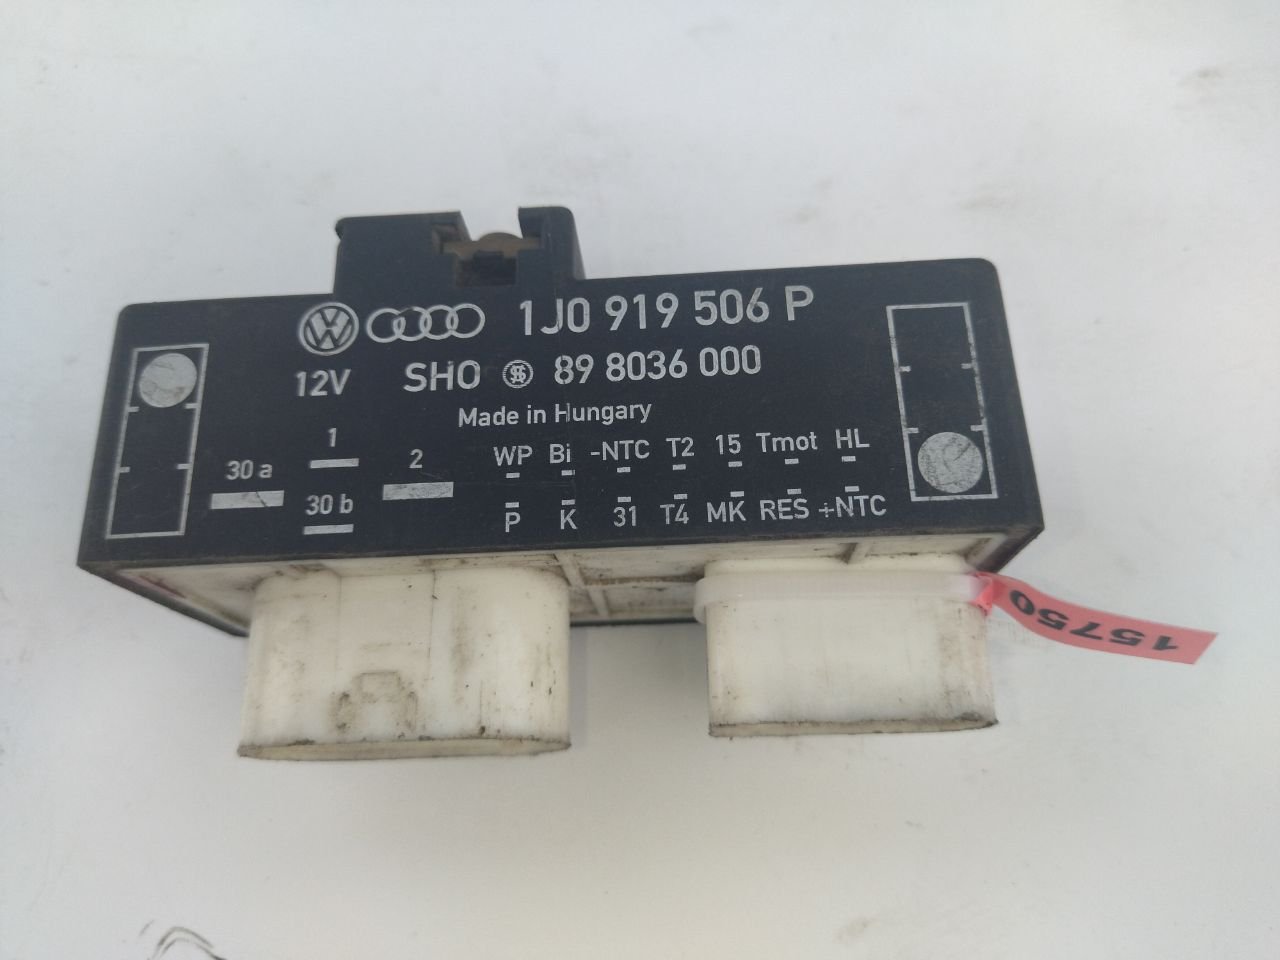 1J0 919 506 P
12V SHO 89 8036 000
Made in Hungary
1 2 WP Bi -NTC T2 15 Tmot HL
30 a
30 b P K 31 T4 MK RES +NTC
15750